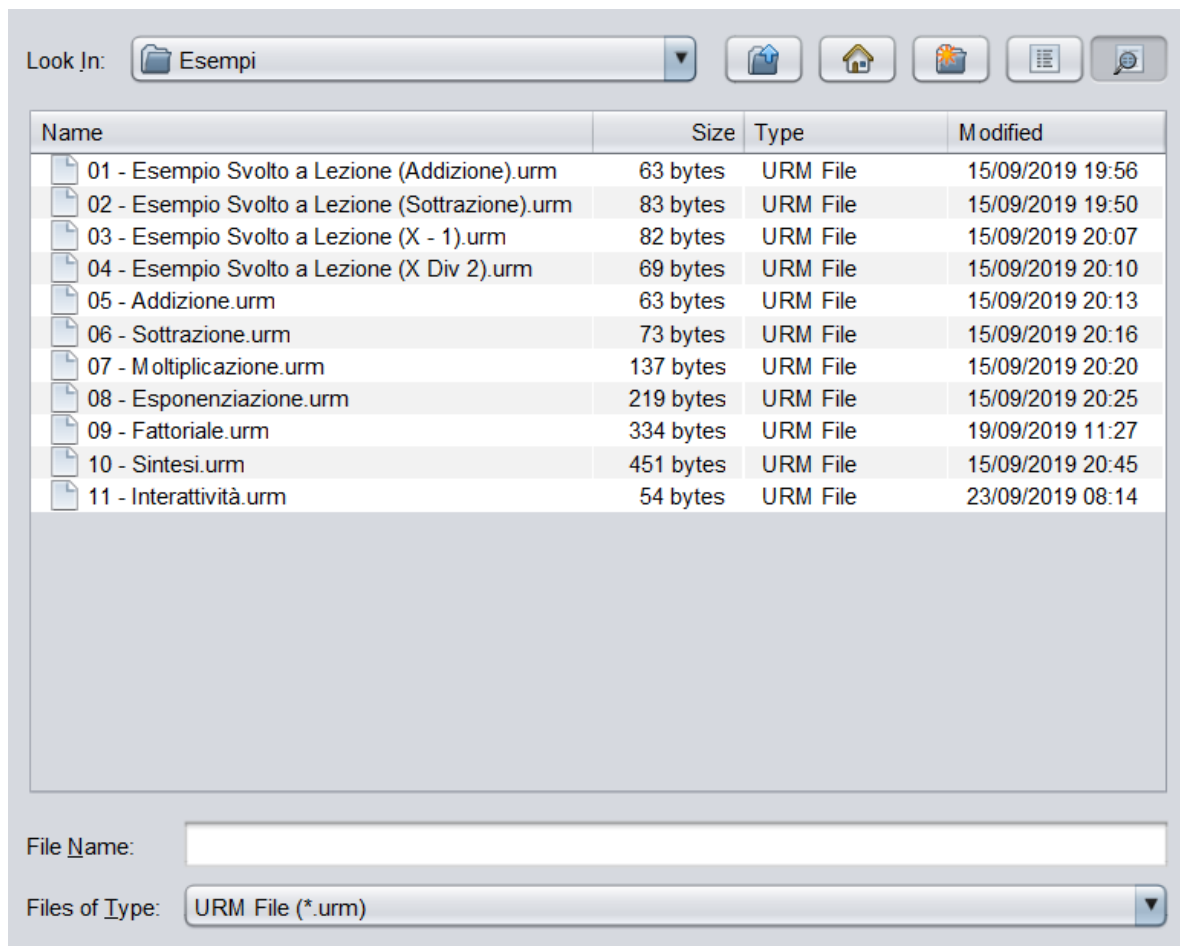 Look In: Esempi
Name Size Type Modified
01 - Esempio Svolto a Lezione (Addizione).urm 63 bytes URM File 15/09/2019 19:56
02 - Esempio Svolto a Lezione (Sottrazione).urm 83 bytes URM File 15/09/2019 19:50
03 - Esempio Svolto a Lezione (X - 1).urm 82 bytes URM File 15/09/2019 20:07
04 - Esempio Svolto a Lezione (X Div 2).urm 69 bytes URM File 15/09/2019 20:10
05 - Addizione.urm 63 bytes URM File 15/09/2019 20:13
06 - Sottrazione.urm 73 bytes URM File 15/09/2019 20:16
07 - Moltiplicazione.urm 137 bytes URM File 15/09/2019 20:20
08 - Esponenziazione.urm 219 bytes URM File 15/09/2019 20:25
09 - Fattoriale.urm 334 bytes URM File 19/09/2019 11:27
10 - Sintesi.urm 451 bytes URM File 15/09/2019 20:45
11 - Interattività.urm 54 bytes URM File 23/09/2019 08:14
File Name:
Files of Type: URM File (*.urm)